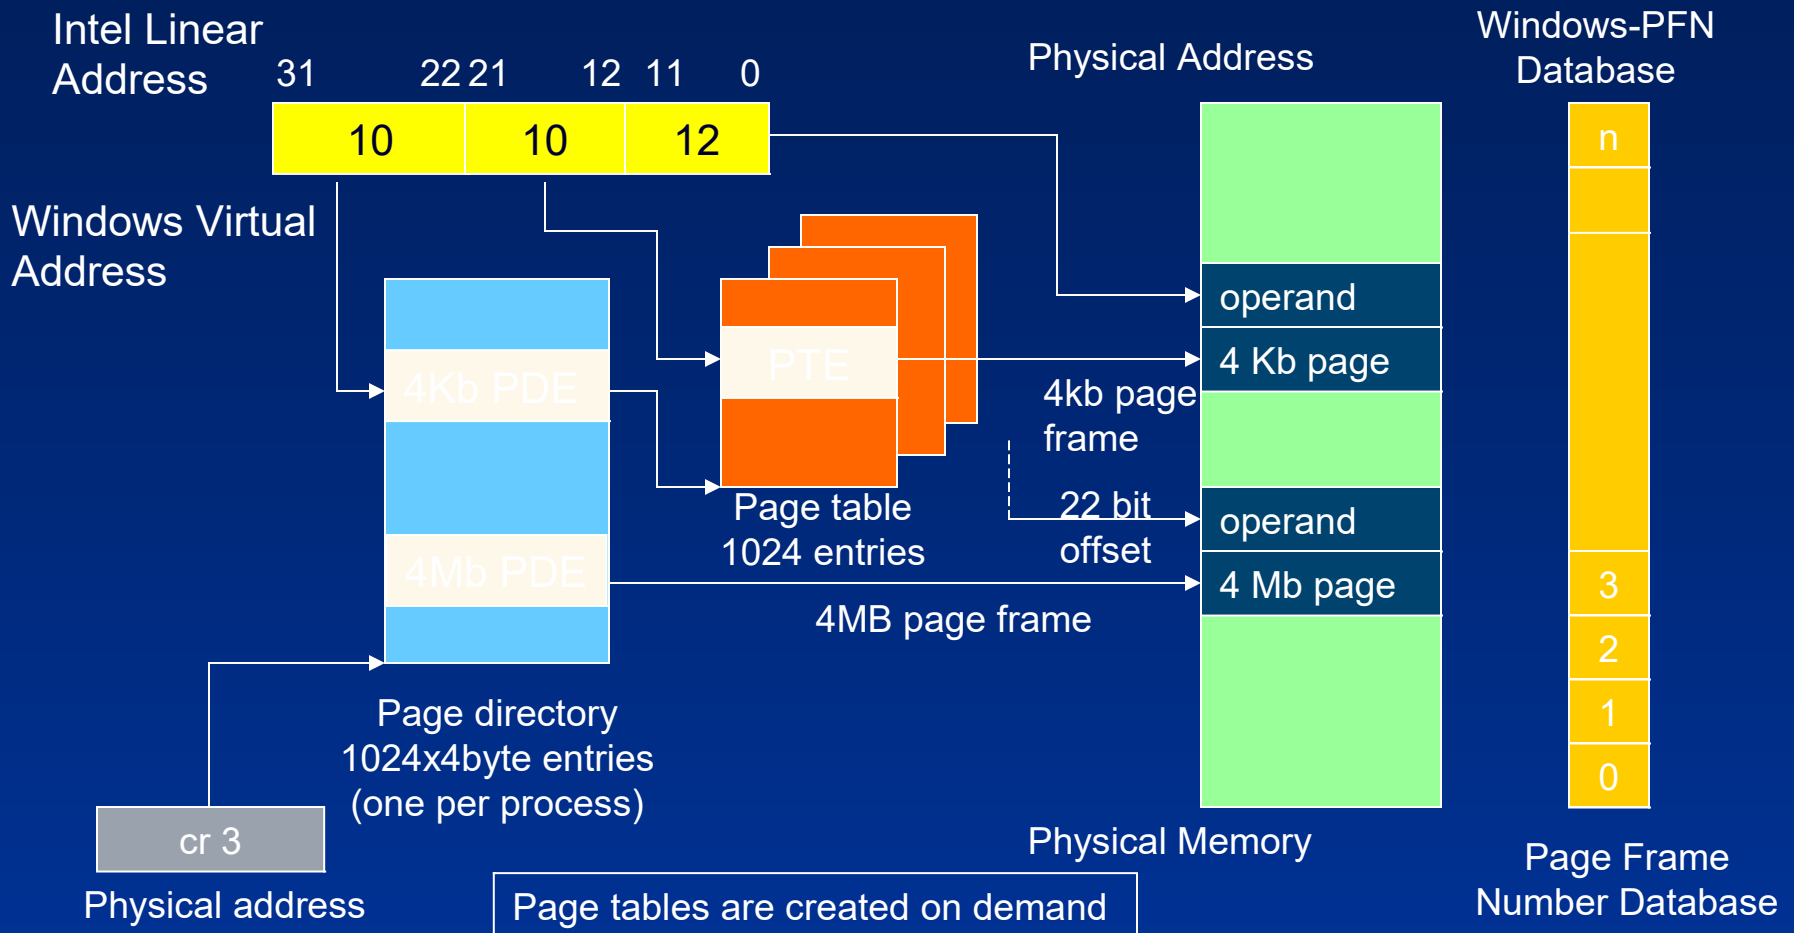 Intel Linear
Address
31
22
21
12
11
0
10
10
12
Windows Virtual
Address
4Kb PDE
4Mb PDE
Page directory
1024x4byte entries
(one per process)
cr 3
Physical address
PTE
Page table
1024 entries
4kb page
frame
22 bit
offset
4MB page frame
Physical Address
operand
4 Kb page
operand
4 Mb page
Physical Memory
Windows-PFN
Database
n
3
2
1
0
Page Frame
Number Database
Page tables are created on demand